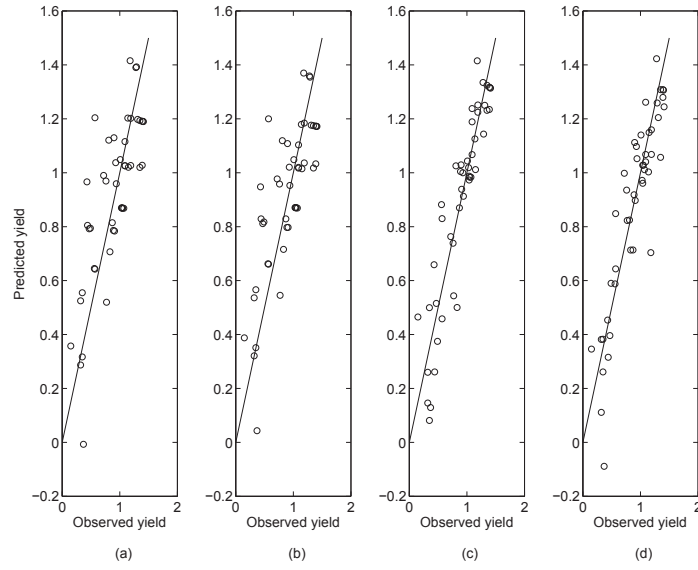 1.6 1.6 1.6 1.6
1.4 1.4 1.4 1.4
1.2 1.2 1.2 1.2
1 1 1 1
0.8 0.8 0.8 0.8
0.6 0.6 0.6 0.6
0.4 0.4 0.4 0.4
0.2 0.2 0.2 0.2
0 0 0 0
−0.2 −0.2 −0.2 −0.2
Predicted yield
0 1 2 0 1 2 0 1 2 0 1 2
Observed yield Observed yield Observed yield Observed yield
(a) (b) (c) (d)